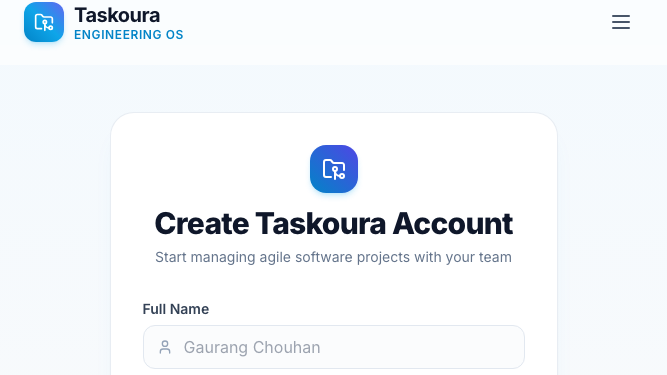 Taskoura
ENGINEERING OS
Create Taskoura Account
Start managing agile software projects with your team
Full Name
Gaurang Chouhan